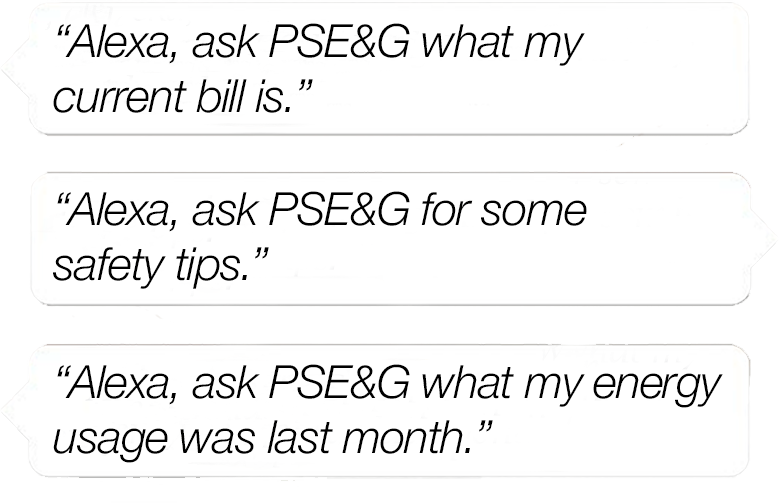 “Alexa, ask PSE&G what my
current bill is.”
“Alexa, ask PSE&G for some
safety tips.”
“Alexa, ask PSE&G what my energy
usage was last month.”